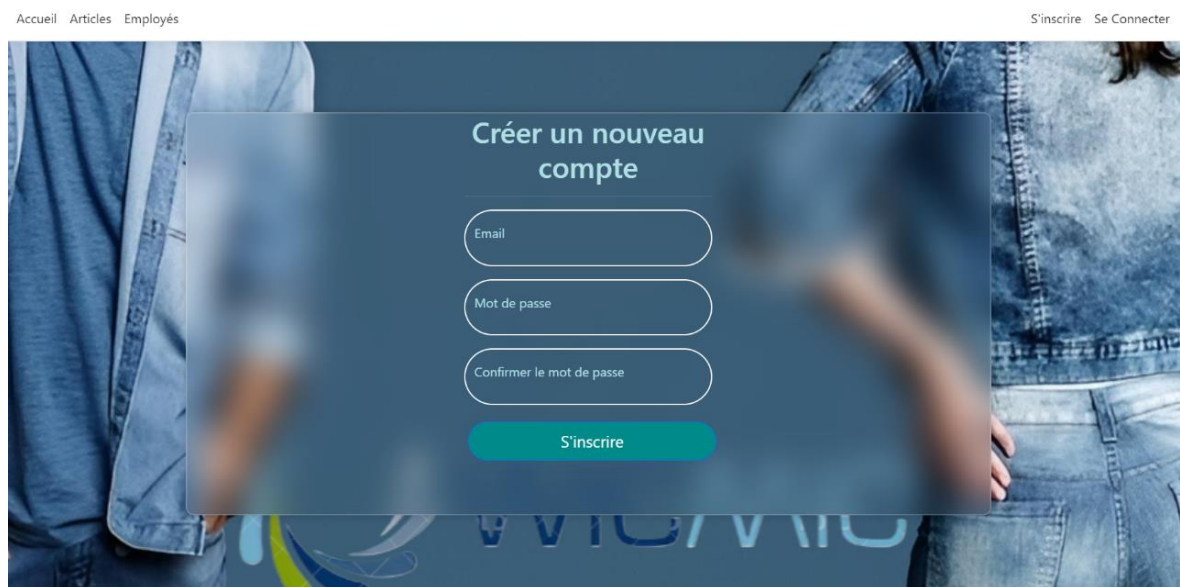 Accueil Articles Employés
S'inscrire Se Connecter
Créer un nouveau
compte
Email
Mot de passe
Confirmer le mot de passe
S'inscrire